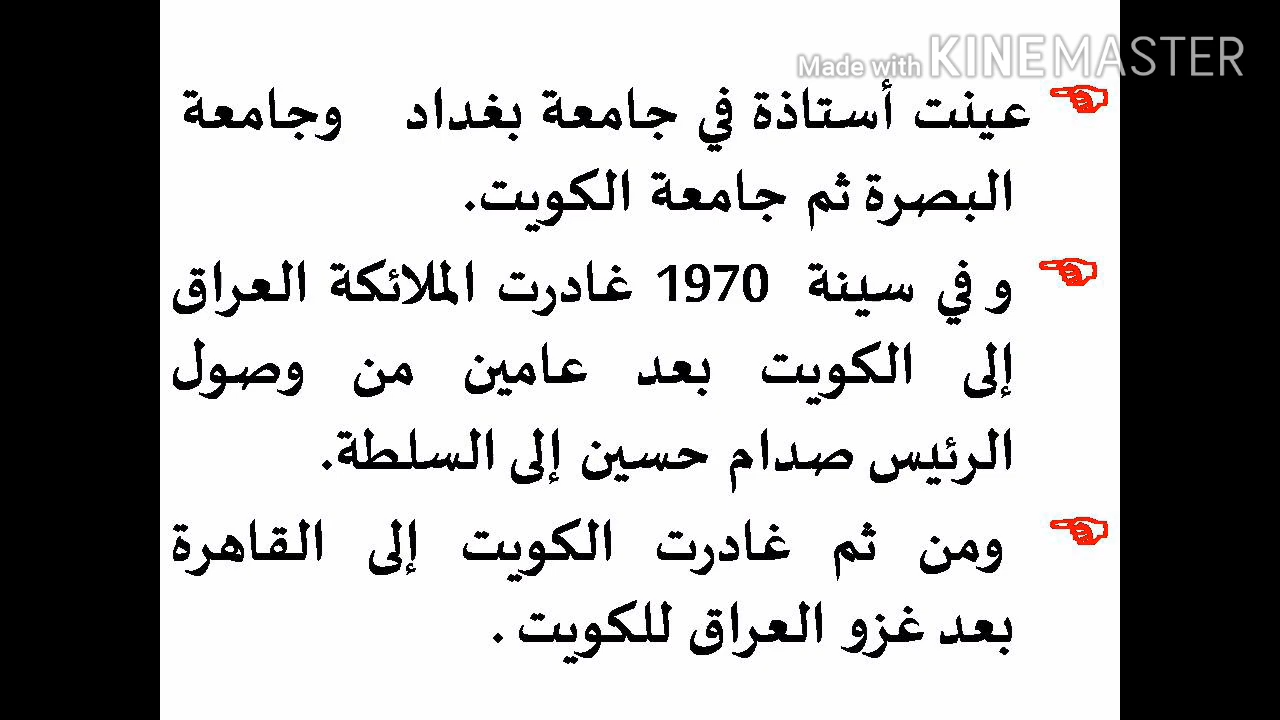 Made with KINEMASTER
عينت أستاذة في جامعة بغداد وجامعة
البصرة ثم جامعة الكويت.
و في سينة 1970 غادرت الملائكة العراق
إلى الكويت بعد عامين من وصول
الرئيس صدام حسين إلى السلطة.
ومن ثم غادرت الكويت إلى القاهرة
بعد غزو العراق للكويت .